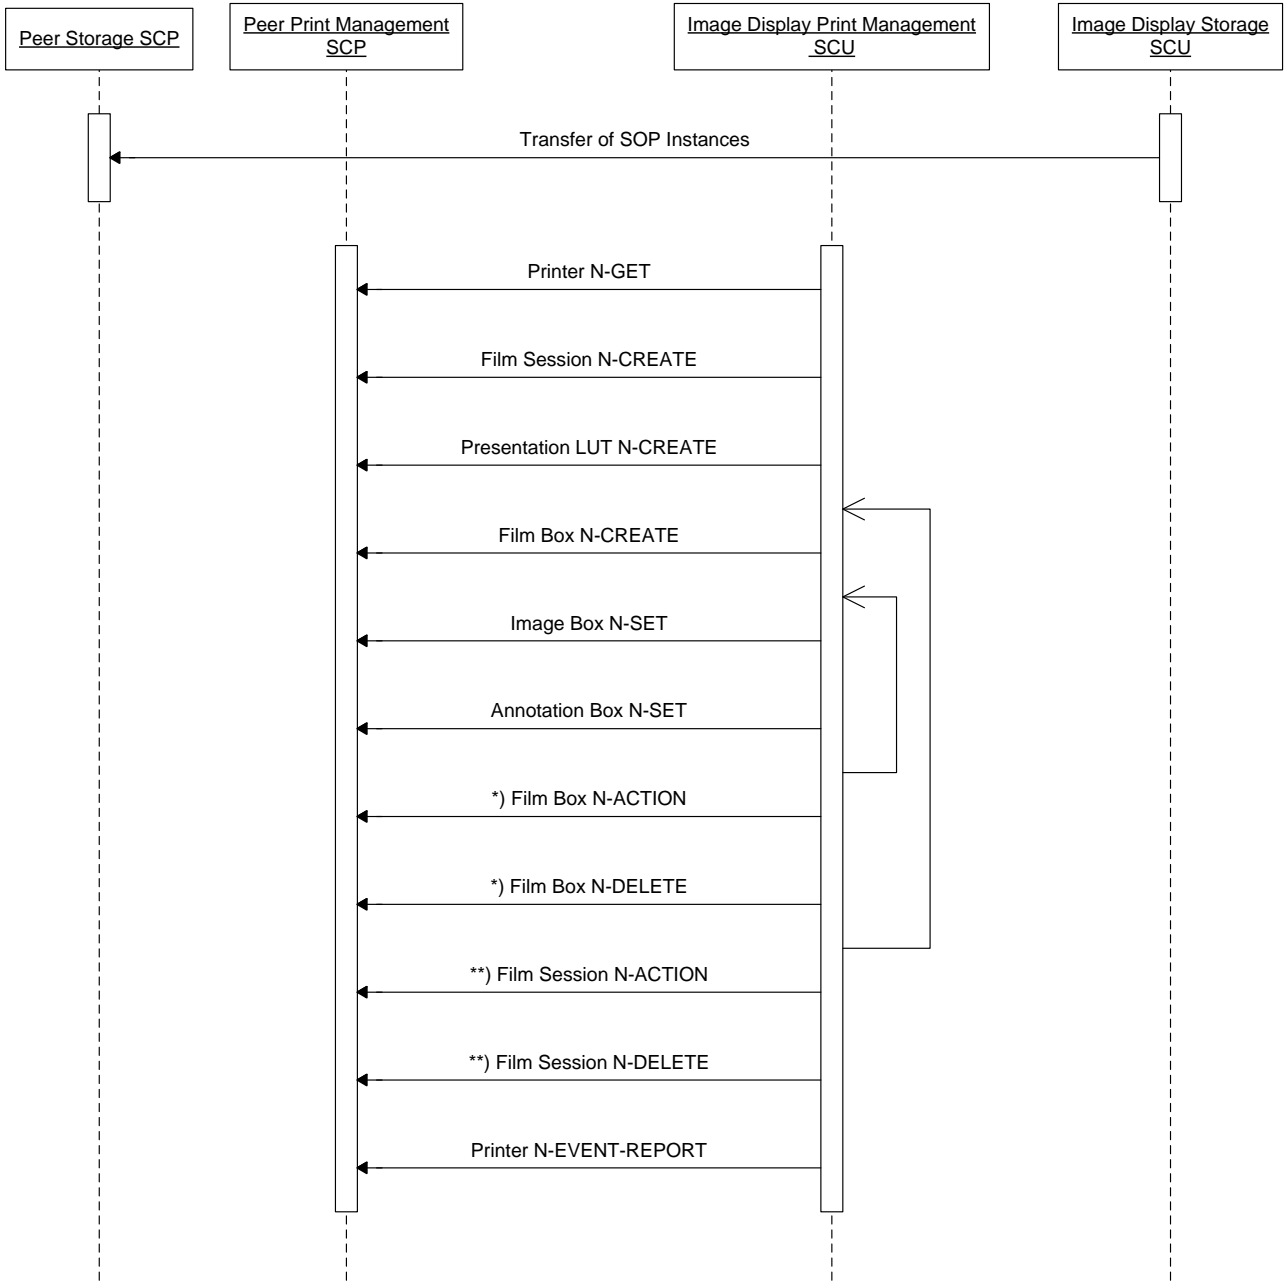 Peer Storage SCP
Peer Print Management
SCP
Image Display Print Management
SCU
Image Display Storage
SCU
Transfer of SOP Instances
Printer N-GET
Film Session N-CREATE
Presentation LUT N-CREATE
Film Box N-CREATE
Image Box N-SET
Annotation Box N-SET
*) Film Box N-ACTION
*) Film Box N-DELETE
**) Film Session N-ACTION
**) Film Session N-DELETE
Printer N-EVENT-REPORT